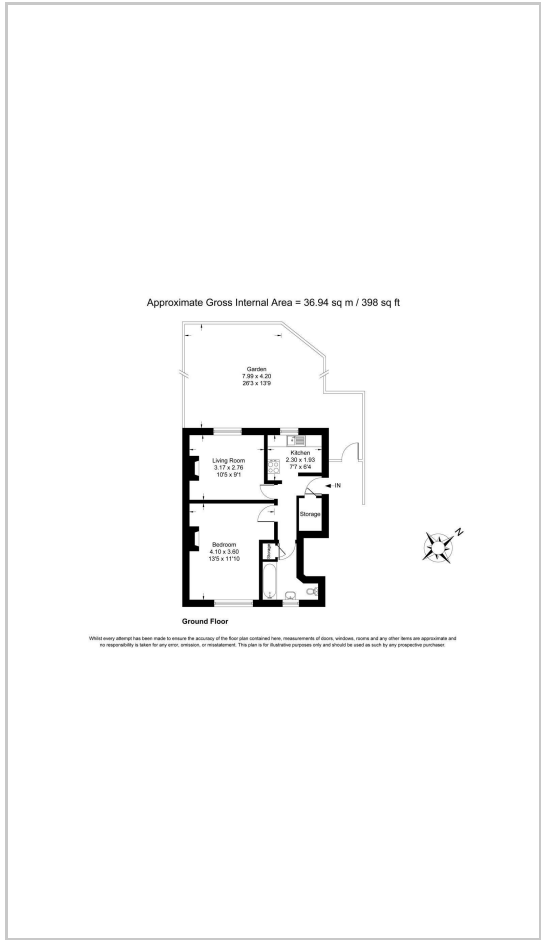 Approximate Gross Internal Area = 36.94 sq m / 398 sq ft
Garden
7.99 x 4.20
26'3 x 13'9
Living Room
3.17 x 2.76
10'5 x 9'1
Kitchen
2.30 x 1.93
7'7 x 6'4
IN
Storage
Bedroom
4.10 x 3.60
13'5 x 11'10
Storage
N
Ground Floor
Whilst every attempt has been made to ensure the accuracy of the floor plan contained here, measurements of doors, windows, rooms and any other items are approximate and
no responsibility is taken for any error, omission, or misstatement. This plan is for illustrative purposes only and should be used as such by any prospective purchaser.